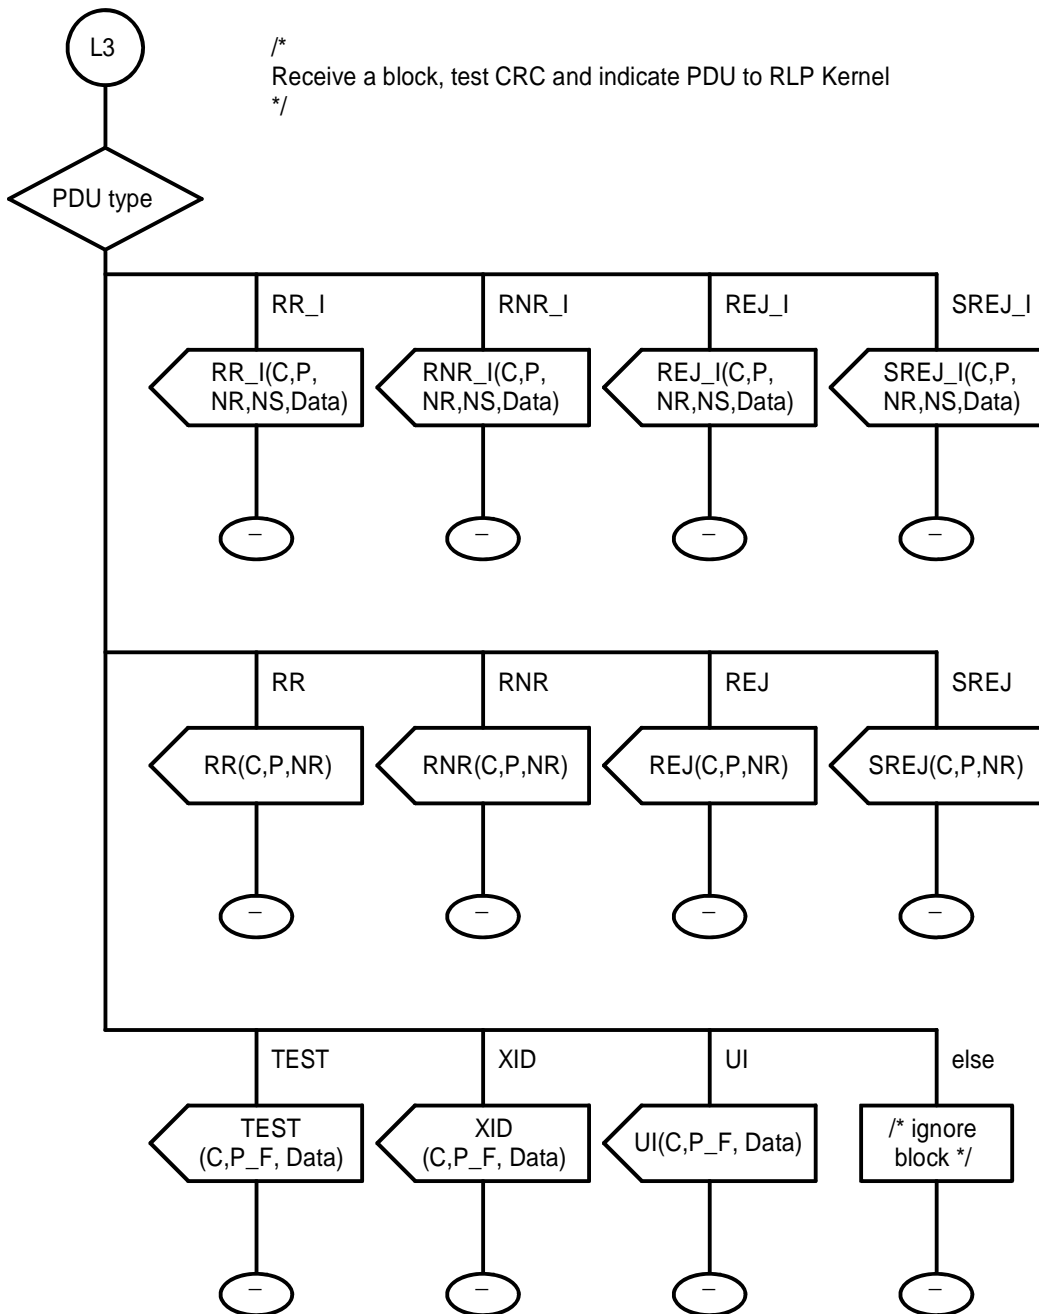 L3
/*
Receive a block, test CRC and indicate PDU to RLP Kernel
*/
PDU type
RR_I
RNR_I
REJ_I
SREJ_I
RR_I(C,P,
NR,NS,Data)
RNR_I(C,P,
NR,NS,Data)
REJ_I(C,P,
NR,NS,Data)
SREJ_I(C,P,
NR,NS,Data)
–
–
–
–
RR
RNR
REJ
SREJ
RR(C,P,NR)
RNR(C,P,NR)
REJ(C,P,NR)
SREJ(C,P,NR)
–
–
–
–
TEST
XID
UI
else
TEST
(C,P_F, Data)
XID
(C,P_F, Data)
UI(C,P_F, Data)
/* ignore
block */
–
–
–
–